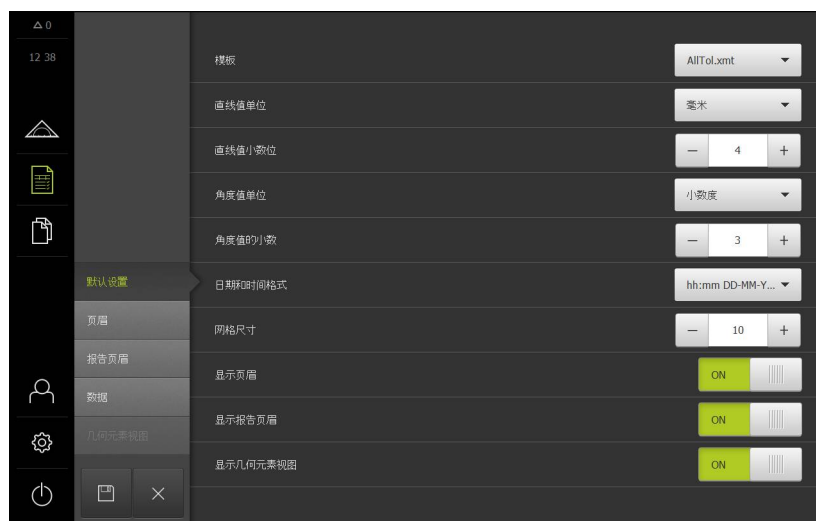 △ 0
12 38
模板
AllTol.xmt
直线值单位
毫米
直线值小数位
— 4 +
角度值单位
小数度
角度值的小数
— 3 +
默认设置
日期和时间格式
hh:mm DD-MM-Y...
页眉
网格尺寸
— 10 +
报告页眉
显示页眉
ON
数据
显示报告页眉
ON
几何元素视图
显示几何元素视图
ON